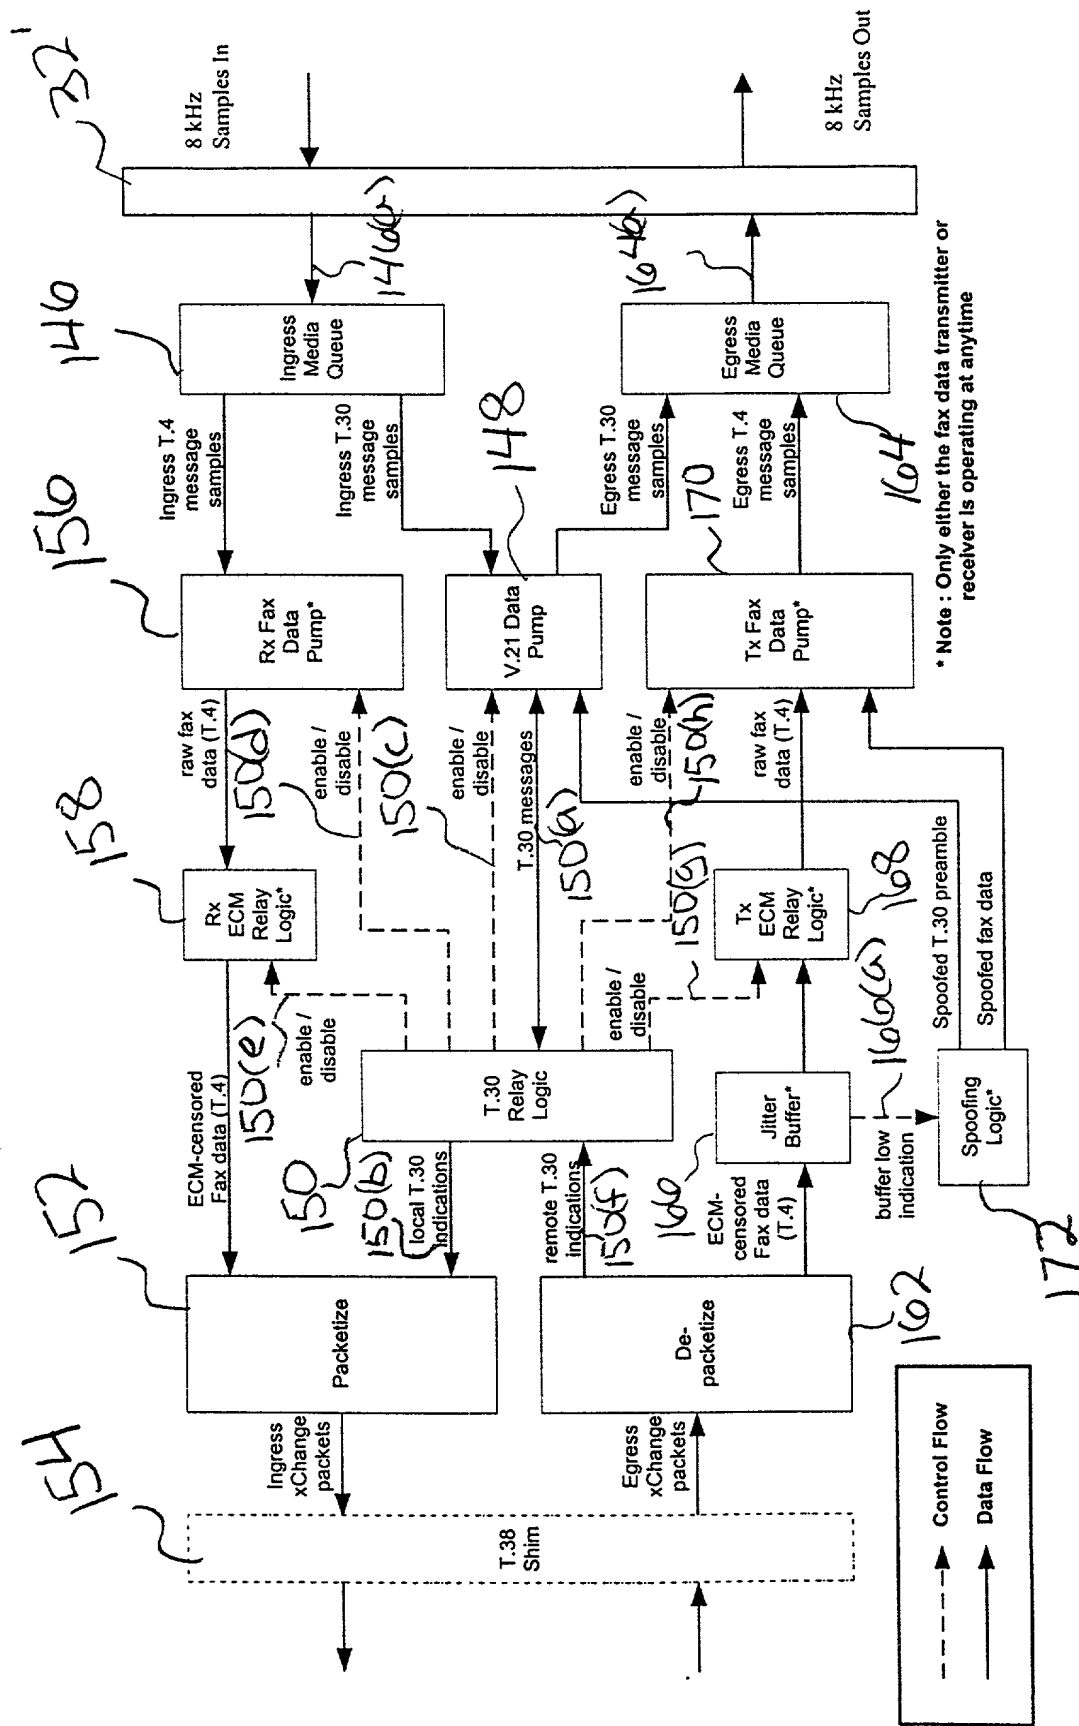 154
152
158
156
146
32'
T.38
Shim
Ingress
xChange
packets
Packetize
ECM-censored
Fax data (T.4)
150(e)
enable /
disable
Rx
ECM
Relay
Logic*
raw fax
data (T.4)
150(d)
enable /
disable
Rx Fax
Data
Pump*
Ingress T.4
message
samples
Ingress T.30
message
samples
Ingress
Media
Queue
146(a)
8 kHz
Samples In
150
150(b)
local T.30
indications
T.30
Relay
Logic
150(c)
enable /
disable
T.30 messages
150(a)
V.21 Data
Pump
148
Egress T.30
message
samples
Egress
xChange
packets
De-
packetize
162
remote T.30
indications
150(f)
166
ECM-
censored
Fax data
(T.4)
Jitter
Buffer*
enable /
disable
150(g)
Tx
ECM
Relay
Logic*
168
enable /
disable
150(h)
raw fax
data (T.4)
Tx Fax
Data
Pump*
170
Egress T.4
message
samples
Egress
Media
Queue
164
164(a)
8 kHz
Samples Out
buffer low
indication
166(a)
Spoofing
Logic*
172
Spoofed T.30 preamble
Spoofed fax data
* Note : Only either the fax data transmitter or
receiver is operating at anytime
Control Flow
Data Flow